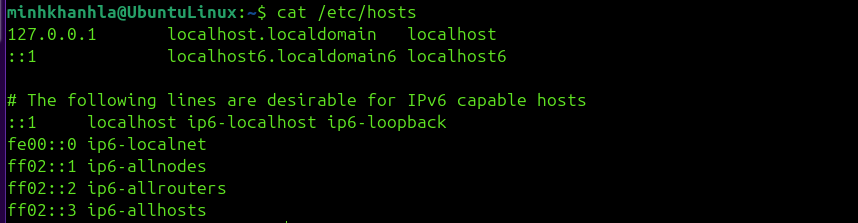 minhkhanhla@UbuntuLinux:~$ cat /etc/hosts
127.0.0.1       localhost.localdomain   localhost
::1             localhost6.localdomain6 localhost6

# The following lines are desirable for IPv6 capable hosts
::1     localhost ip6-localhost ip6-loopback
fe00::0 ip6-localnet
ff02::1 ip6-allnodes
ff02::2 ip6-allrouters
ff02::3 ip6-allhosts